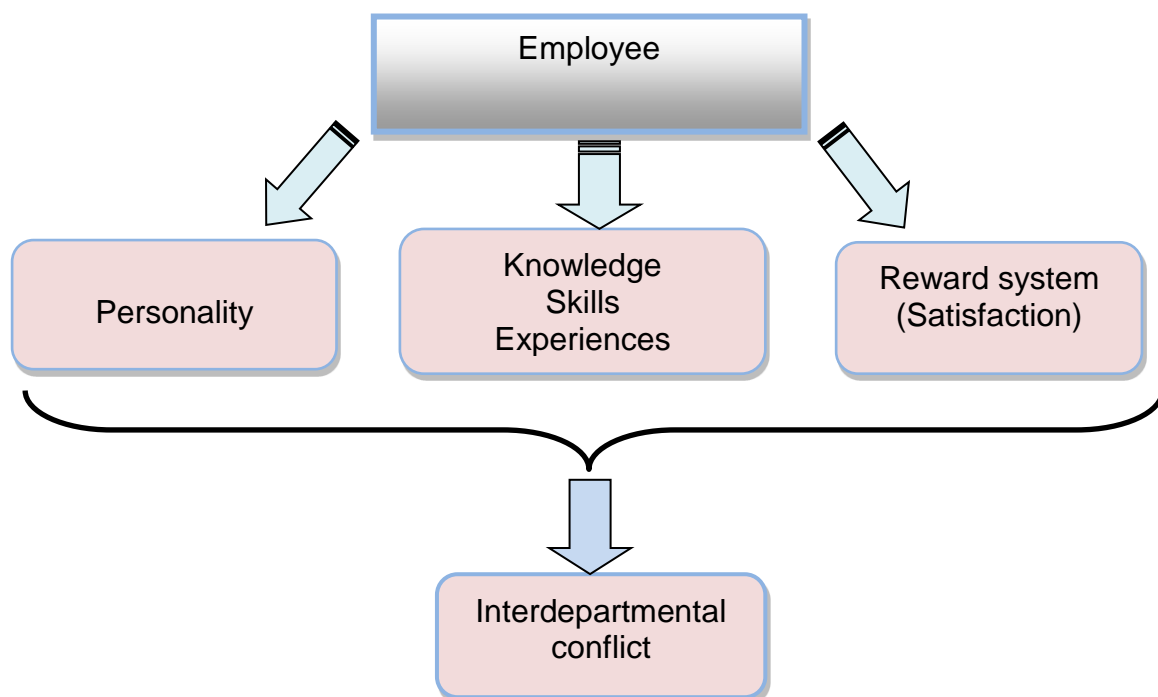 Employee
Personality
Knowledge
Skills
Experiences
Reward system
(Satisfaction)
Interdepartmental
conflict